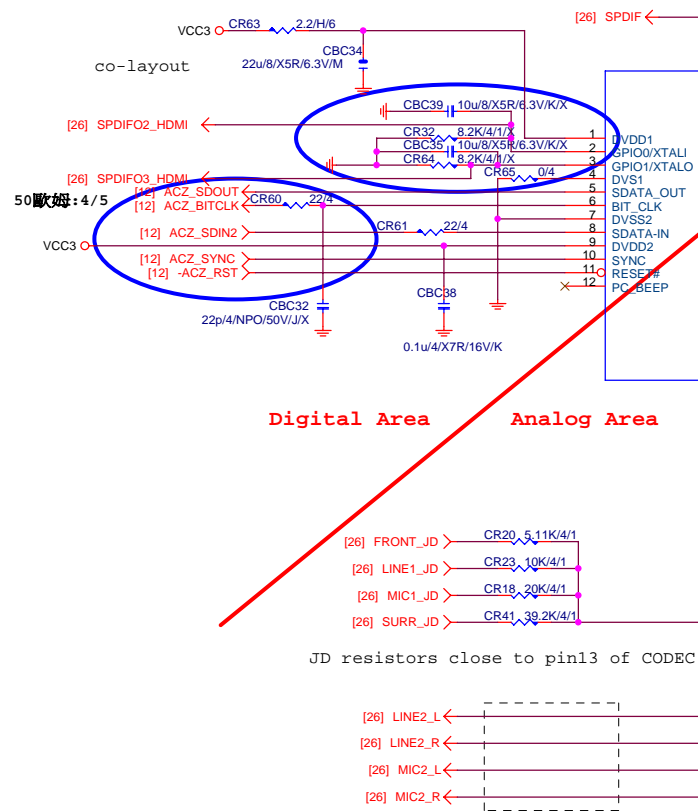 [26] SPDIF
VCC3 CR63 2.2/H/6
CBC34
22u/8/X5R/6.3V/M
co-layout
CBC39 10u/8/X5R/6.3V/K/X
[26] SPDIFO2_HDMI
CR32 8.2K/4/1/X
CBC35 10u/8/X5R/6.3V/K/X
CR64 8.2K/4/1/X
[26] SPDIFO3_HDMI
CR65 0/4
1 DVDD1
2 GPIO0/XTALI
3 GPIO1/XTALO
4 DVS1
5 SDATA_OUT
6 BIT_CLK
7 DVSS2
8 SDATA-IN
9 DVDD2
10 SYNC
11 RESET#
12 PC_BEEP
50歐姆:4/5
[12] ACZ_SDOUT
[12] ACZ_BITCLK CR60 22/4
[12] ACZ_SDIN2 CR61 22/4
VCC3
[12] ACZ_SYNC
[12] -ACZ_RST
CBC32
22p/4/NPO/50V/J/X
CBC38
0.1u/4/X7R/16V/K
Digital Area Analog Area
[26] FRONT_JD CR20 5.11K/4/1
[26] LINE1_JD CR23 10K/4/1
[26] MIC1_JD CR18 20K/4/1
[26] SURR_JD CR41 39.2K/4/1
JD resistors close to pin13 of CODEC
[26] LINE2_L
[26] LINE2_R
[26] MIC2_L
[26] MIC2_R